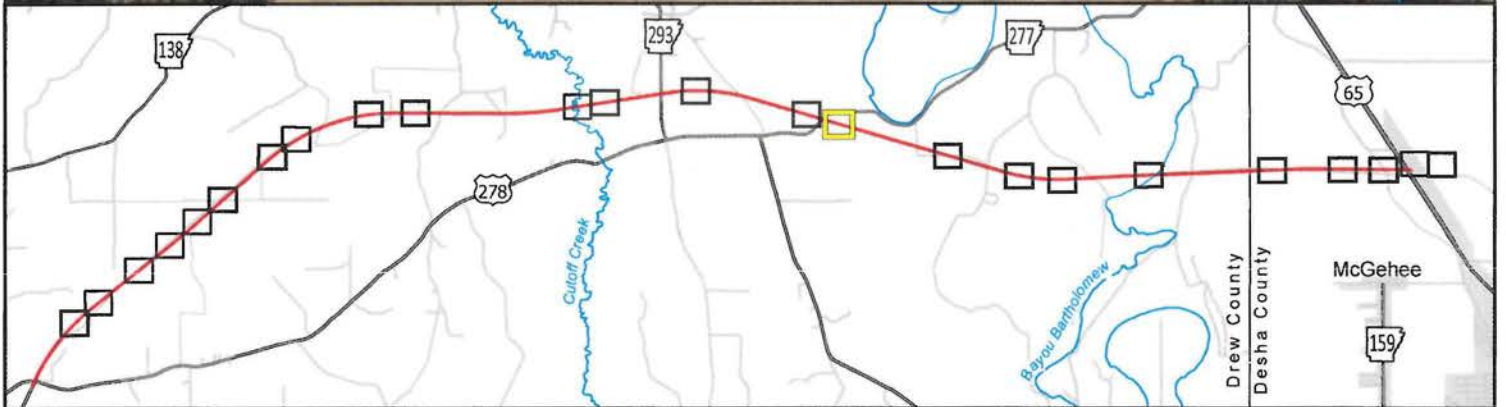 138
293
277
65
278
Cutoff Creek
Bayou Bartholomew
Drew County
Desha County
McGehee
159